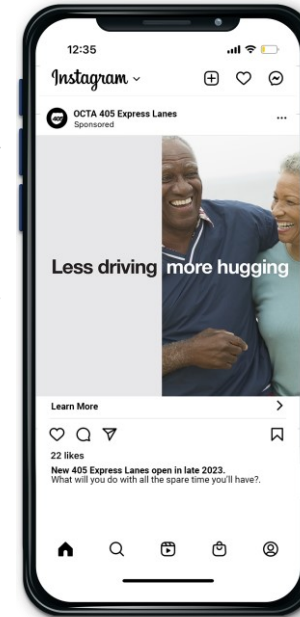 12:35
Instagram
405
OCTA 405 Express Lanes
Sponsored
Less driving more hugging
Learn More
22 likes
New 405 Express Lanes open in late 2023.
What will you do with all the spare time you'll have?.